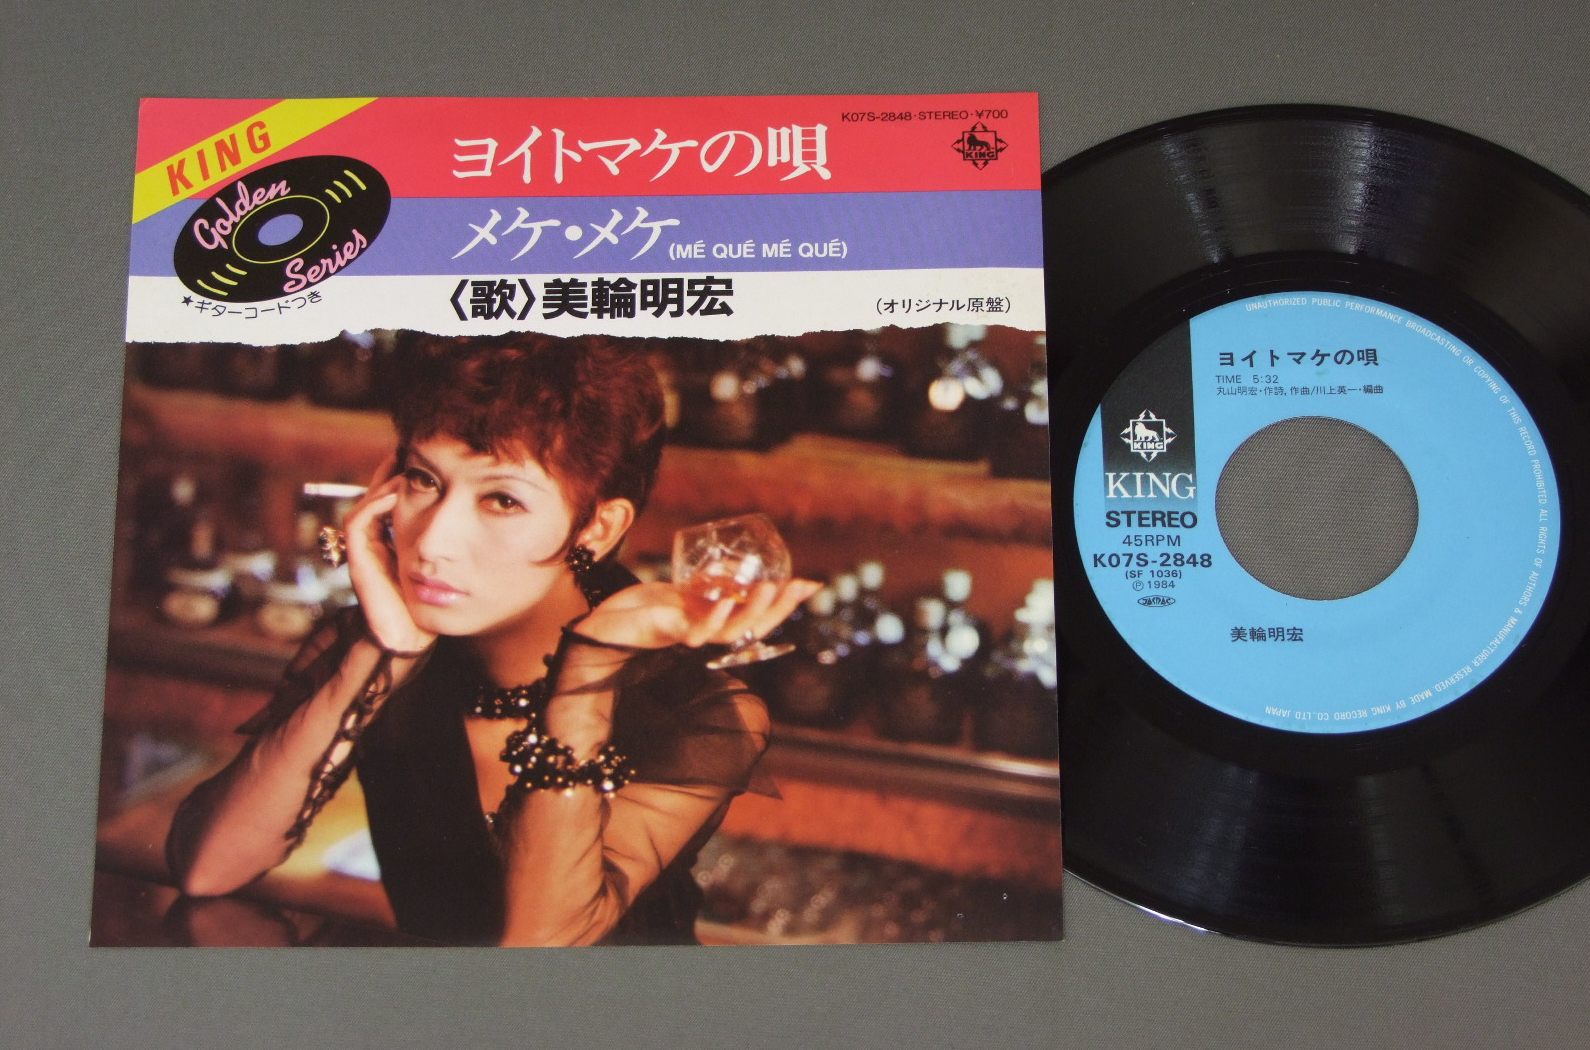 KING
Golden
Series
★ギターコードつき
K07S-2848・STEREO・¥700
KING
ヨイトマケの唄
メケ・メケ(MÉ QUÉ MÉ QUÉ)
〈歌〉美輪明宏
(オリジナル原盤)
UNAUTHORIZED PUBLIC PERFORMANCE BROADCASTING OR COPYING OF THIS RECORD PROHIBITED ALL RIGHTS OF AUTHORS & MANUFACTURER RESERVED MADE BY KING RECORD CO., LTD JAPAN
ヨイトマケの唄
TIME 5:32
丸山明宏・作詩, 作曲/川上英一・編曲
KING
KING
STEREO
45RPM
K07S-2848
(SF 1036)
Ⓟ1984
JASRAC
美輪明宏